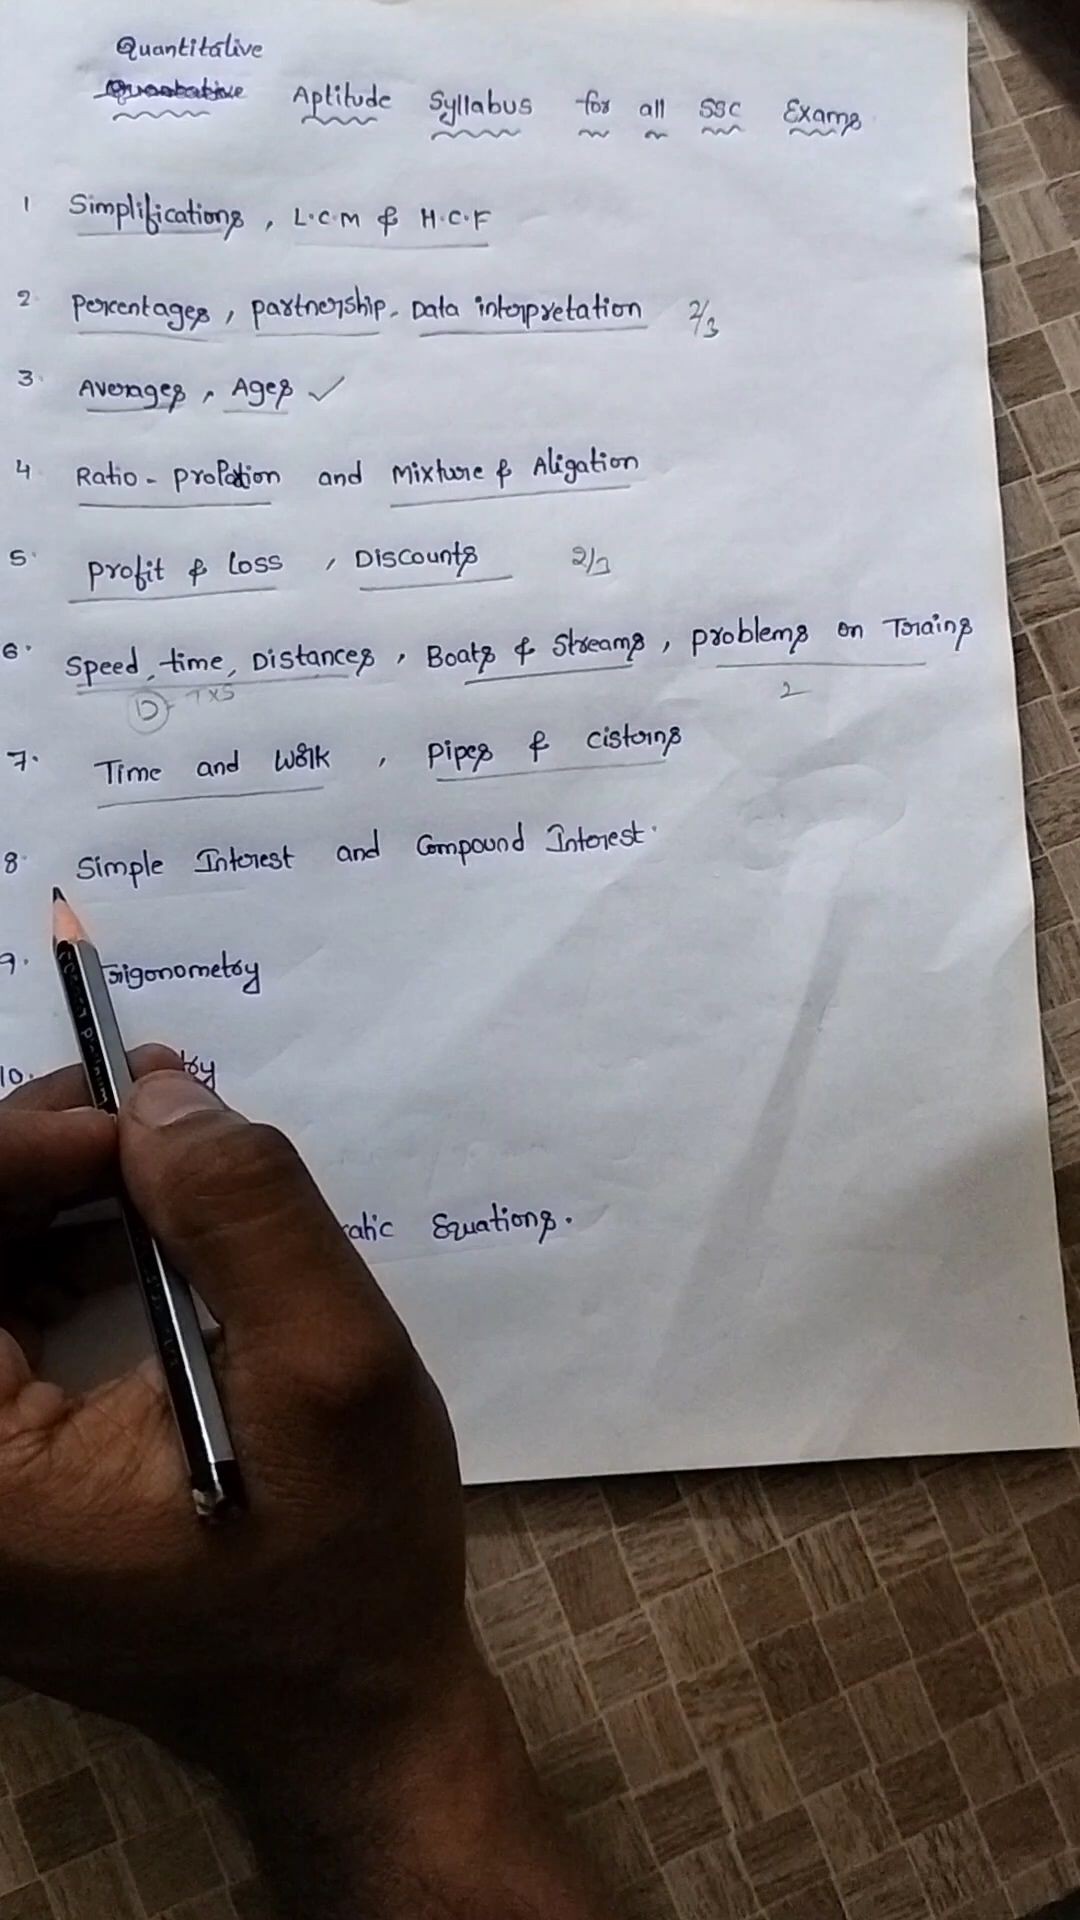 Quantitative
Aptitude Syllabus for all SSC Exams
1 Simplifications, L.C.M & H.C.F
2. Percentages, partnership, Data interpretation 2/3
3. Averages, Ages ✓
4 Ratio - Proportion and Mixture & Aligation
5. Profit & Loss, Discounts 2/3
6. Speed, time, Distances, Boats & Streams, problems on Trains
D = T x S 2
7. Time and Work, Pipes & cisterns
8. Simple Interest and Compound Interest.
9. Trigonometry
10. try
ratic Equations.